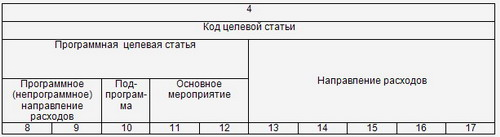 4
Код целевой статьи
Программная целевая статья
Направление расходов
Программное
(непрограммное)
направление
расходов
Под-
програм-
ма
Основное
мероприятие
8 9 10 11 12 13 14 15 16 17